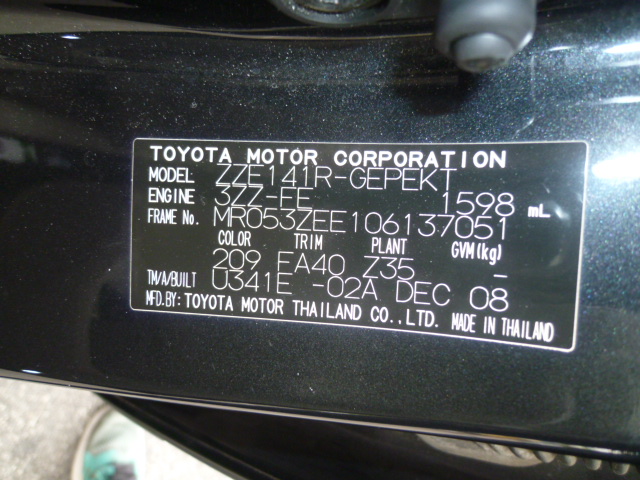 TOYOTA MOTOR CORPORATION
MODEL ZZE141R-GEPEKT
ENGINE 3ZZ-FE 1598 mL
FRAME No. MR053ZEE106137051
COLOR TRIM PLANT GVM(kg)
209 FA40 Z35 -
TM/A/BUILT U341E -02A DEC 08
MFD.BY: TOYOTA MOTOR THAILAND CO.,LTD. MADE IN THAILAND